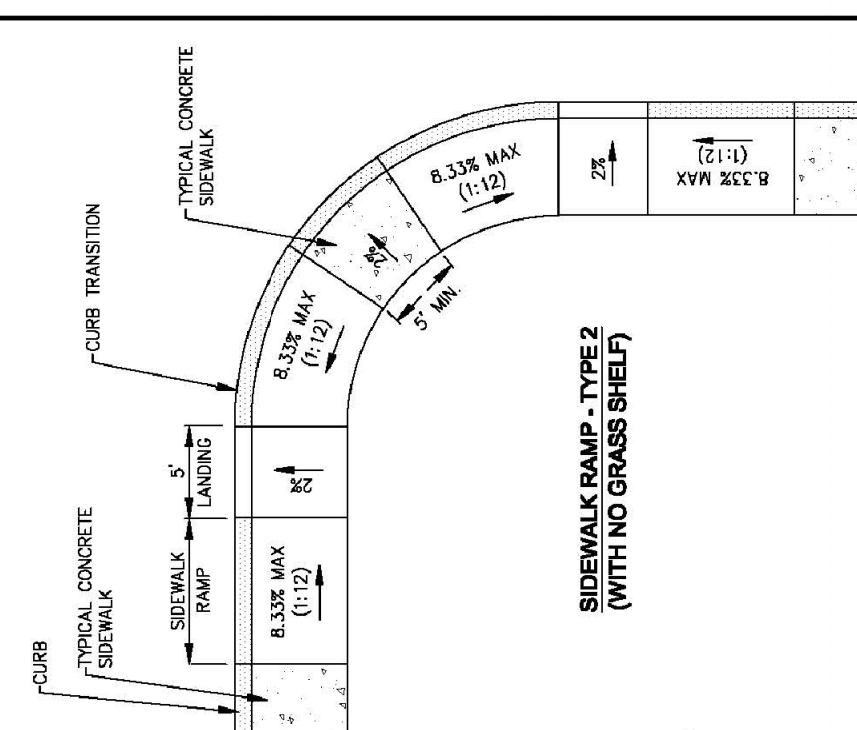 CURB
TYPICAL CONCRETE
SIDEWALK
SIDEWALK
RAMP
5'
LANDING
CURB TRANSITION
TYPICAL CONCRETE
SIDEWALK
8.33% MAX
(1:12)
2%
8.33% MAX
(1:12)
2%
5' MIN.
8.33% MAX
(1:12)
2%
8.33% MAX
(1:12)
SIDEWALK RAMP - TYPE 2
(WITH NO GRASS SHELF)